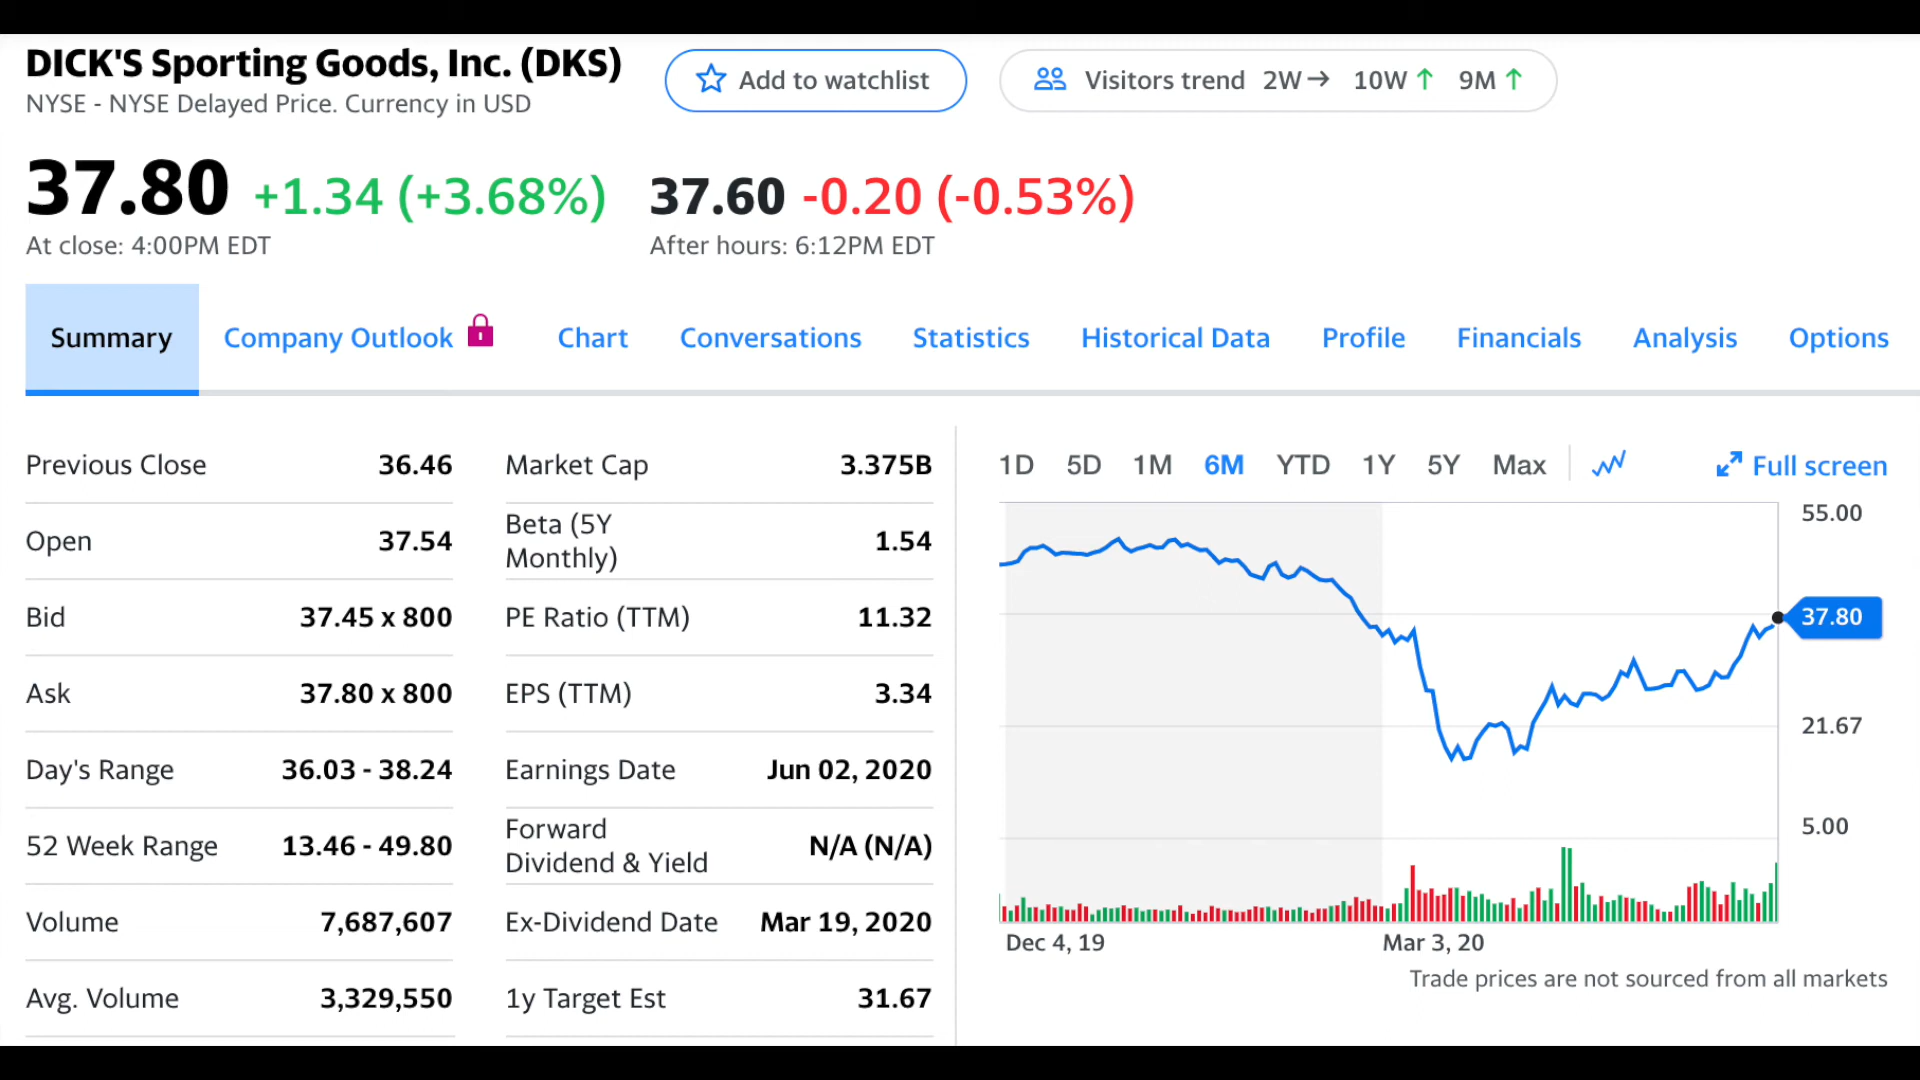 DICK'S Sporting Goods, Inc. (DKS)
NYSE - NYSE Delayed Price. Currency in USD
Add to watchlist
Visitors trend 2W→ 10W↑ 9M↑
37.80 +1.34 (+3.68%)
At close: 4:00PM EDT
37.60 -0.20 (-0.53%)
After hours: 6:12PM EDT
Summary
Company Outlook
Chart
Conversations
Statistics
Historical Data
Profile
Financials
Analysis
Options
Previous Close 36.46
Open 37.54
Bid 37.45 x 800
Ask 37.80 x 800
Day's Range 36.03 - 38.24
52 Week Range 13.46 - 49.80
Volume 7,687,607
Avg. Volume 3,329,550
Market Cap 3.375B
Beta (5Y
Monthly) 1.54
PE Ratio (TTM) 11.32
EPS (TTM) 3.34
Earnings Date Jun 02, 2020
Forward
Dividend & Yield N/A (N/A)
Ex-Dividend Date Mar 19, 2020
1y Target Est 31.67
1D 5D 1M 6M YTD 1Y 5Y Max
Full screen
55.00
37.80
21.67
5.00
Dec 4, 19
Mar 3, 20
Trade prices are not sourced from all markets